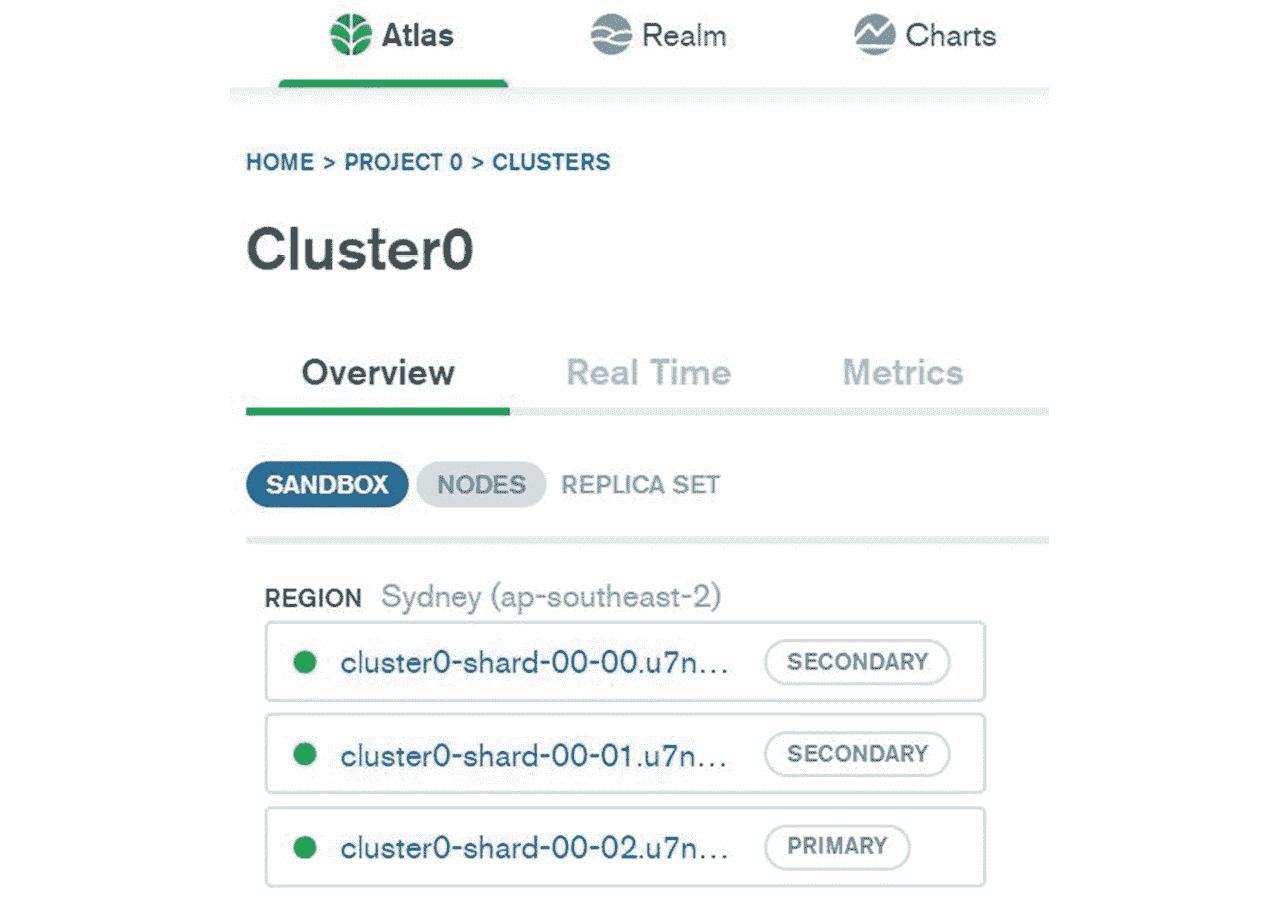 Atlas Realm Charts
HOME > PROJECT 0 > CLUSTERS
Cluster0
Overview Real Time Metrics
SANDBOX NODES REPLICA SET
REGION Sydney (ap-southeast-2)
cluster0-shard-00-00.u7n... SECONDARY
cluster0-shard-00-01.u7n... SECONDARY
cluster0-shard-00-02.u7n... PRIMARY